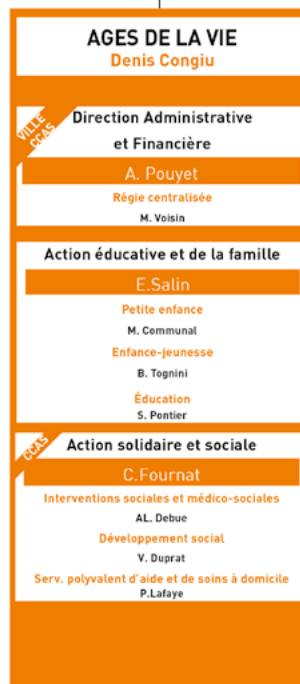 AGES DE LA VIE
Denis Congiu
VILLE
CCAS
Direction Administrative
et Financière
A. Pouyet
Régie centralisée
M. Voisin
Action éducative et de la famille
E.Salin
Petite enfance
M. Communal
Enfance-jeunesse
B. Tognini
Éducation
S. Pontier
CCAS
Action solidaire et sociale
C.Fournat
Interventions sociales et médico-sociales
AL. Debue
Développement social
V. Duprat
Serv. polyvalent d'aide et de soins à domicile
P.Lafaye